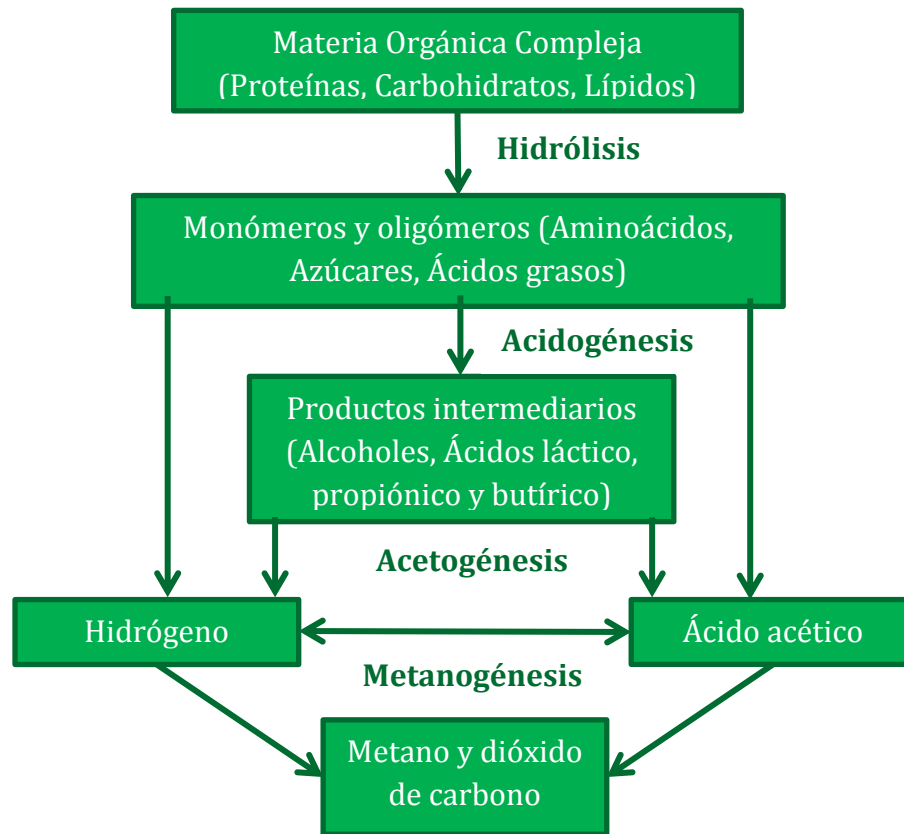 Materia Orgánica Compleja
(Proteínas, Carbohidratos, Lípidos)
Hidrólisis
Monómeros y oligómeros (Aminoácidos,
Azúcares, Ácidos grasos)
Acidogénesis
Productos intermediarios
(Alcoholes, Ácidos láctico,
propiónico y butírico)
Acetogénesis
Hidrógeno
Ácido acético
Metanogénesis
Metano y dióxido
de carbono